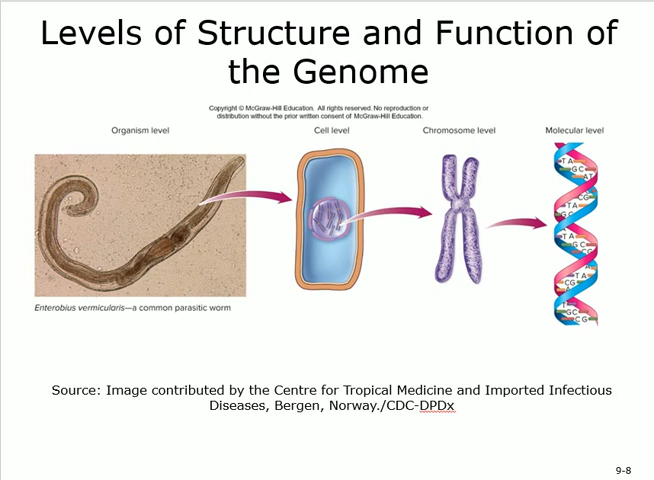 Levels of Structure and Function of
the Genome
Copyright © McGraw-Hill Education. All rights reserved. No reproduction or
distribution without the prior written consent of McGraw-Hill Education.
Organism level
Cell level
Chromosome level
Molecular level
T A
G C
A T
C G
T A
G C
T A
G C
C G
A
T A
C G
A
T
G C
C G
Enterobius vermicularis—a common parasitic worm
Source: Image contributed by the Centre for Tropical Medicine and Imported Infectious
Diseases, Bergen, Norway./CDC-DPDx
9-8